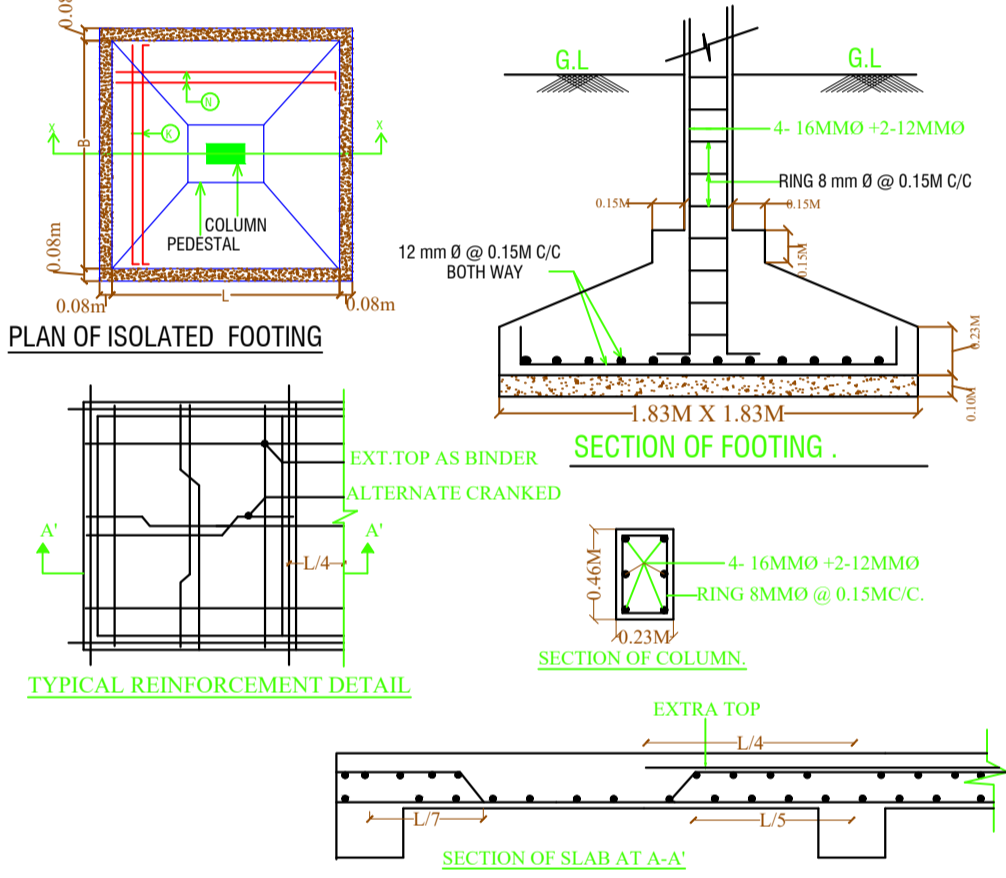 0.08
N
K
X
X
B
COLUMN
PEDESTAL
0.08m
0.08m
L
0.08m
PLAN OF ISOLATED FOOTING
G.L
G.L
4- 16MMØ +2-12MMØ
RING 8 mm Ø @ 0.15M C/C
0.15M
0.15M
0.15M
12 mm Ø @ 0.15M C/C
BOTH WAY
0.23M
0.10M
1.83M X 1.83M
SECTION OF FOOTING .
EXT.TOP AS BINDER
ALTERNATE CRANKED
A'
A'
L/4
TYPICAL REINFORCEMENT DETAIL
0.46M
4- 16MMØ +2-12MMØ
RING 8MMØ @ 0.15MC/C.
0.23M
SECTION OF COLUMN.
EXTRA TOP
L/4
L/7
L/5
SECTION OF SLAB AT A-A'